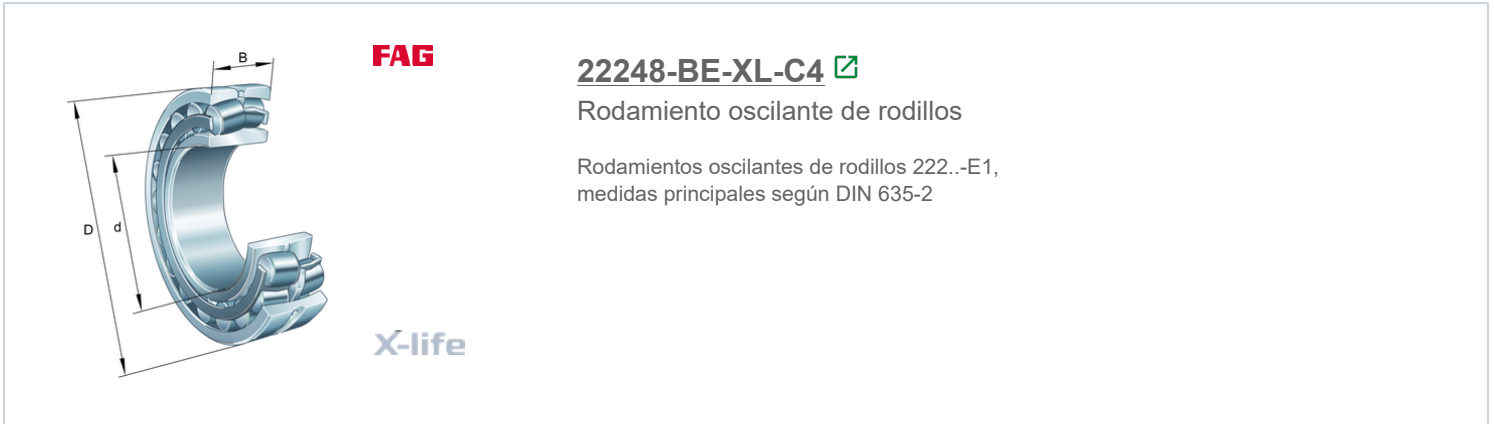 B
FAG
22248-BE-XL-C4
Rodamiento oscilante de rodillos
D
d
Rodamientos oscilantes de rodillos 222..-E1,
medidas principales según DIN 635-2
X-life